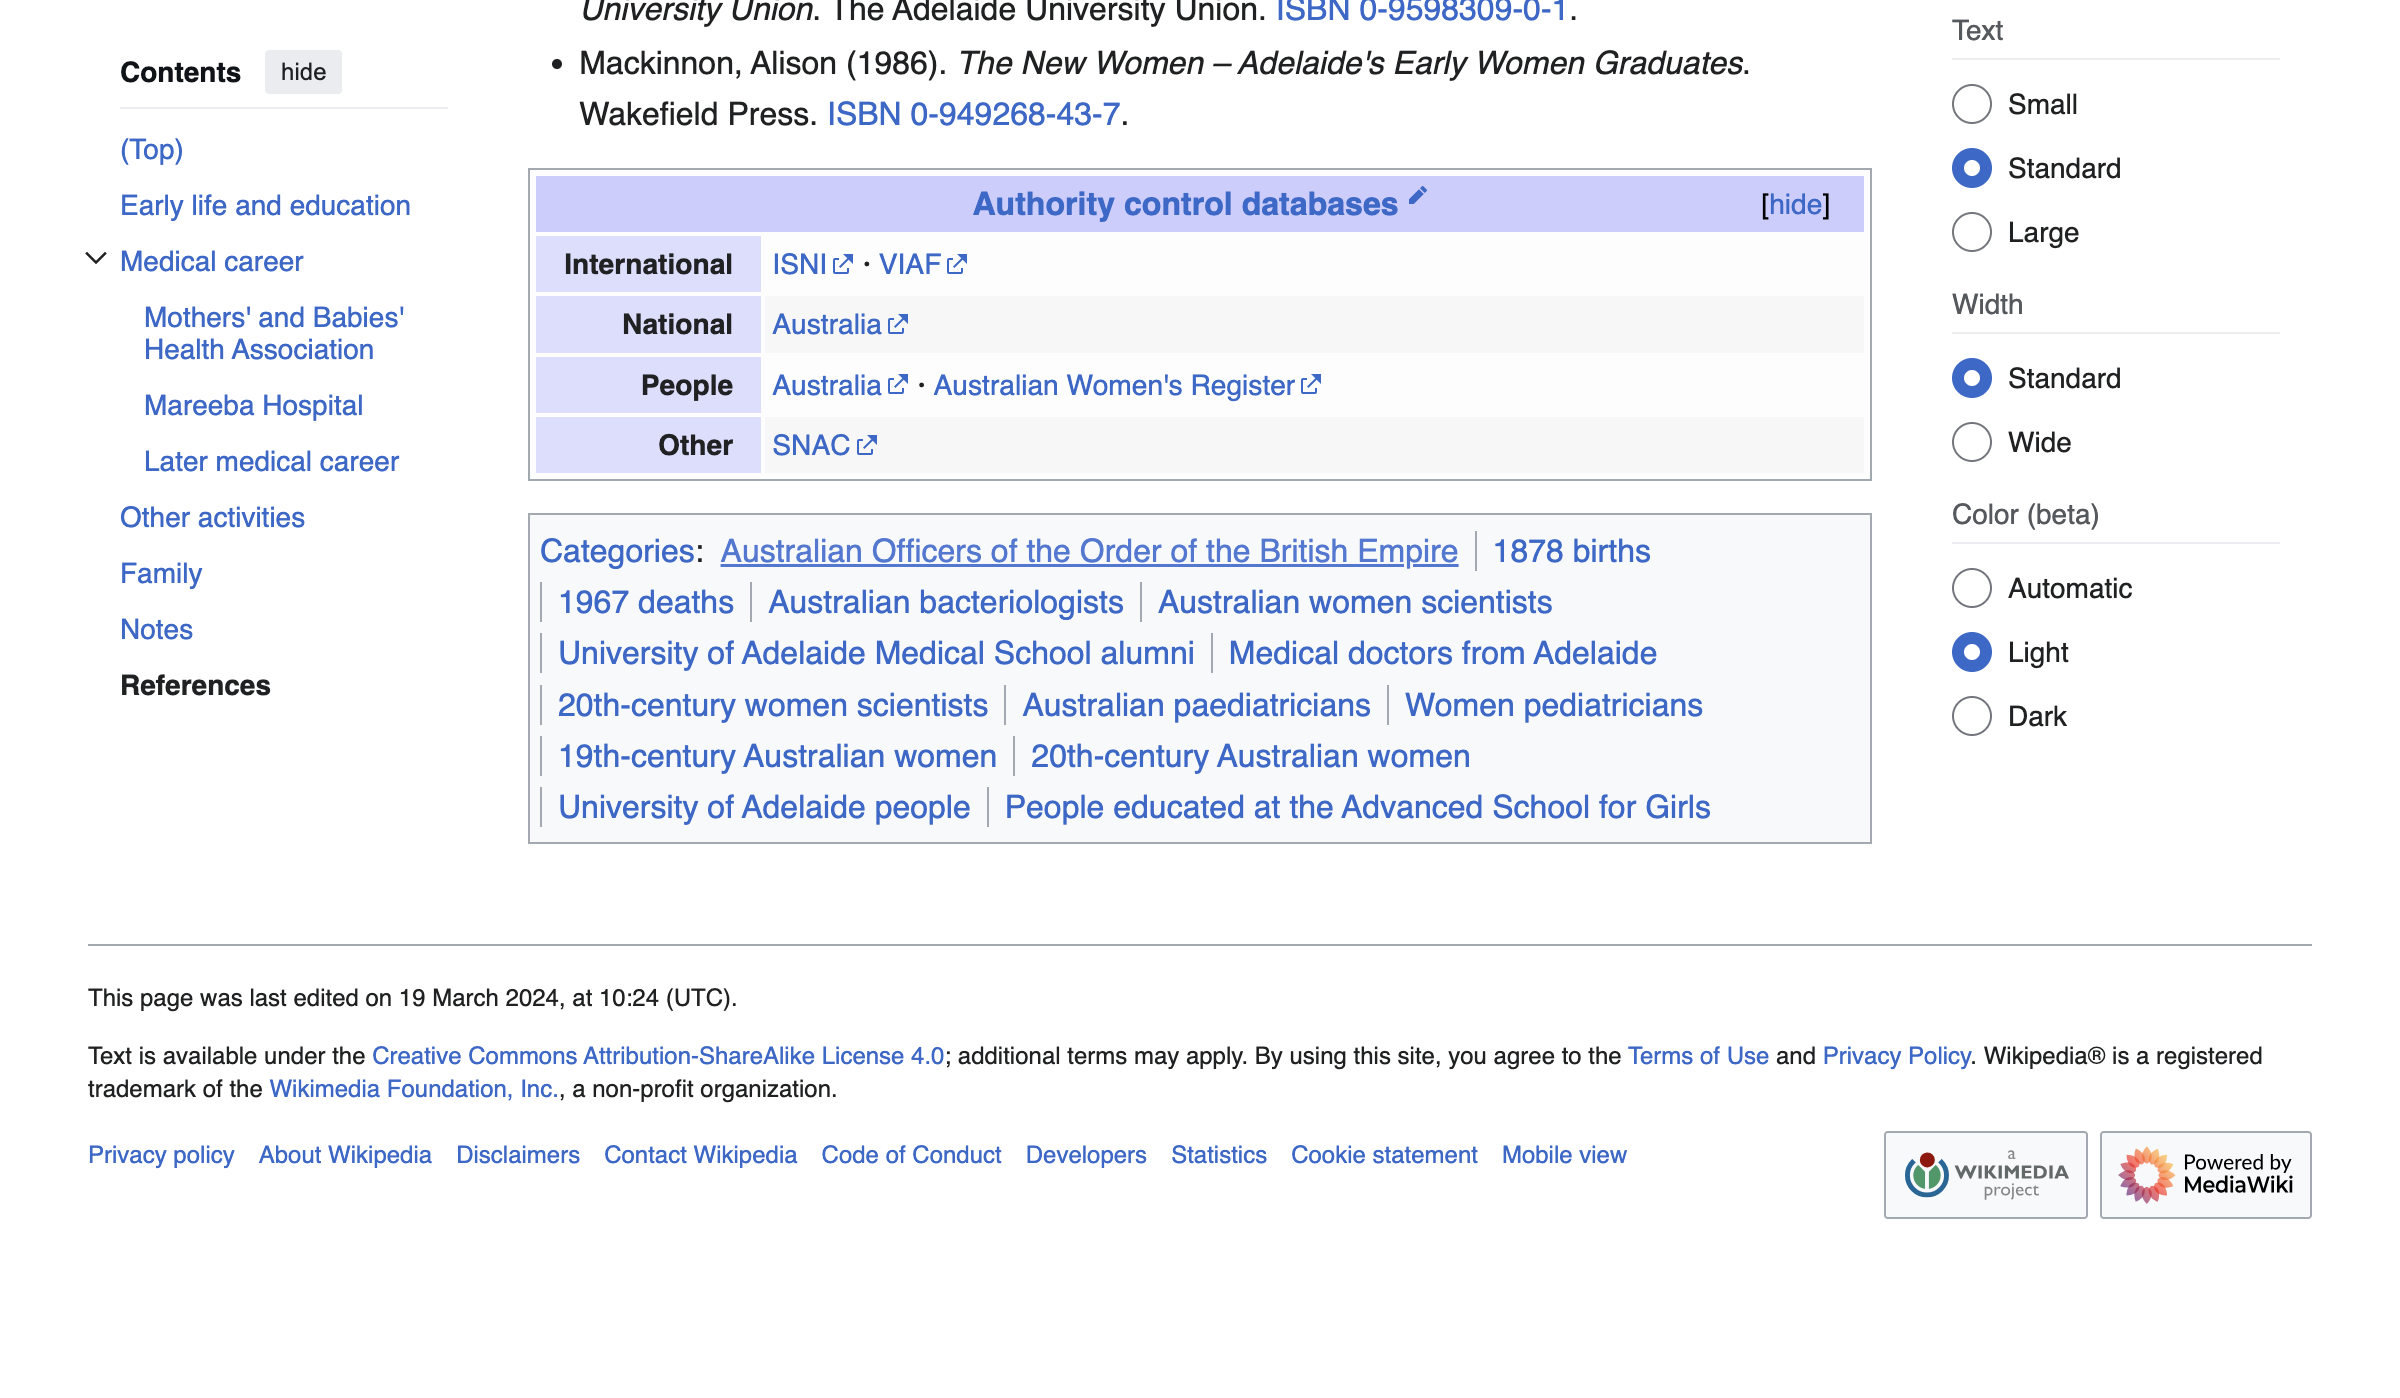 University Union. The Adelaide University Union. ISBN 0-9598309-0-1.
• Mackinnon, Alison (1986). The New Women – Adelaide's Early Women Graduates.
Wakefield Press. ISBN 0-949268-43-7.
Contents hide
(Top)
Early life and education
Medical career
Mothers' and Babies'
Health Association
Mareeba Hospital
Later medical career
Other activities
Family
Notes
References
Authority control databases [hide]
International ISNI · VIAF
National Australia
People Australia · Australian Women's Register
Other SNAC
Categories: Australian Officers of the Order of the British Empire | 1878 births
| 1967 deaths | Australian bacteriologists | Australian women scientists
| University of Adelaide Medical School alumni | Medical doctors from Adelaide
| 20th-century women scientists | Australian paediatricians | Women pediatricians
| 19th-century Australian women | 20th-century Australian women
| University of Adelaide people | People educated at the Advanced School for Girls
Text
Small
Standard
Large
Width
Standard
Wide
Color (beta)
Automatic
Light
Dark
This page was last edited on 19 March 2024, at 10:24 (UTC).
Text is available under the Creative Commons Attribution-ShareAlike License 4.0; additional terms may apply. By using this site, you agree to the Terms of Use and Privacy Policy. Wikipedia® is a registered
trademark of the Wikimedia Foundation, Inc., a non-profit organization.
Privacy policy About Wikipedia Disclaimers Contact Wikipedia Code of Conduct Developers Statistics Cookie statement Mobile view
a
WIKIMEDIA
project
Powered by
MediaWiki